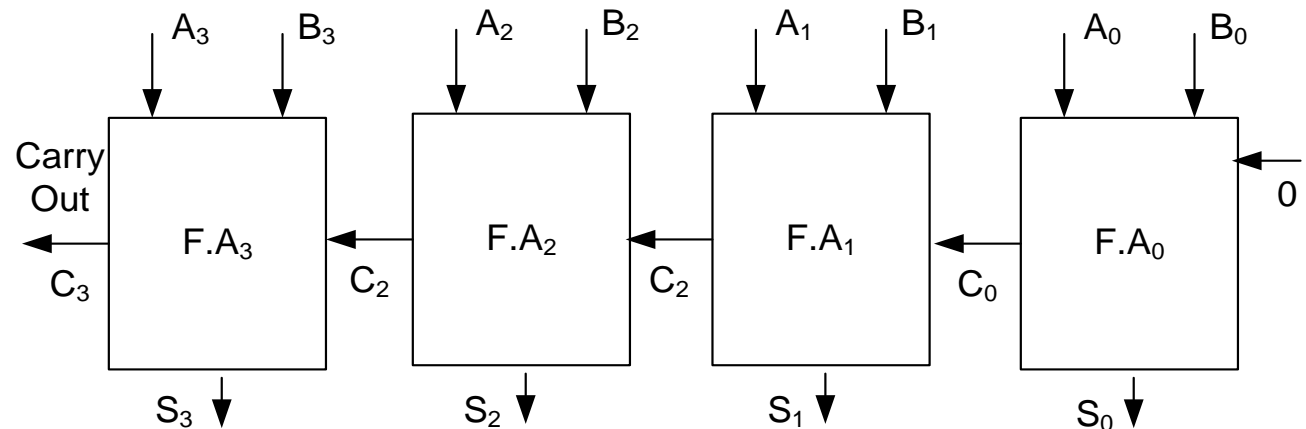 A₃ B₃ A₂ B₂ A₁ B₁ A₀ B₀
Carry
Out
0
F.A₃ F.A₂ F.A₁ F.A₀
C₃ C₂ C₂ C₀
S₃ S₂ S₁ S₀